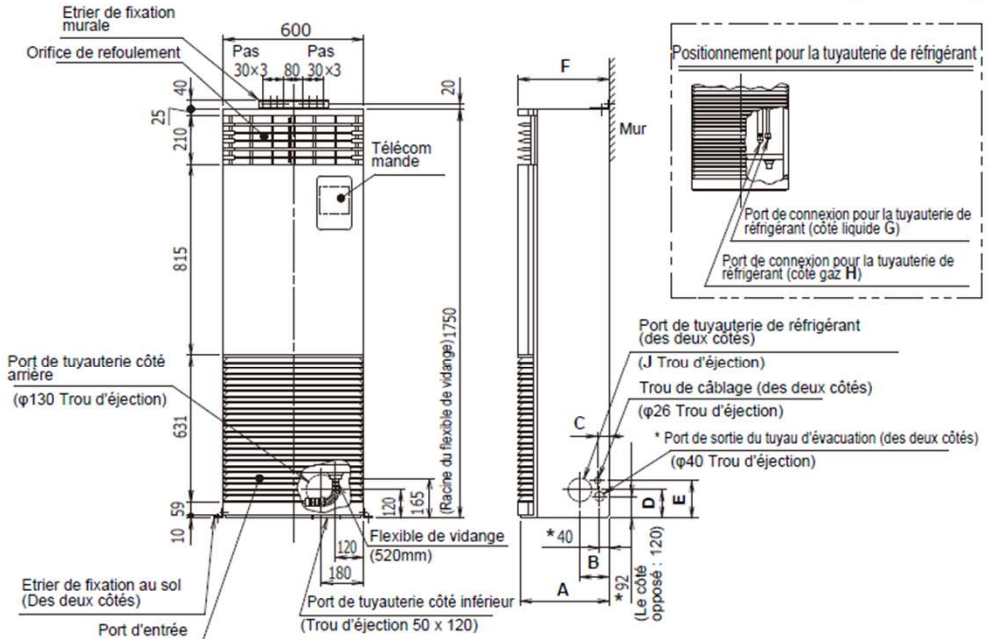 Etrier de fixation
murale
Orifice de refoulement
600
Pas
30×3
80
Pas
30×3
40
25
210
815
631
59
10
Télécom
mande
Port de tuyauterie côté
arrière
(φ130 Trou d'éjection)
(Racine du flexible de vidange) 1750
20
120
165
120
180
Flexible de vidange
(520mm)
Etrier de fixation au sol
(Des deux côtés)
Port d'entrée
Port de tuyauterie côté inférieur
(Trou d'éjection 50 x 120)
F
Mur
Positionnement pour la tuyauterie de réfrigérant
Port de connexion pour la tuyauterie de
réfrigérant (côté liquide G)
Port de connexion pour la tuyauterie de
réfrigérant (côté gaz H)
Port de tuyauterie de réfrigérant
(des deux côtés)
(J Trou d'éjection)
Trou de câblage (des deux côtés)
(φ26 Trou d'éjection)
* Port de sortie du tuyau d'évacuation (des deux côtés)
(φ40 Trou d'éjection)
C
D
E
*40
B
A
*92
(Le côté
opposé : 120)